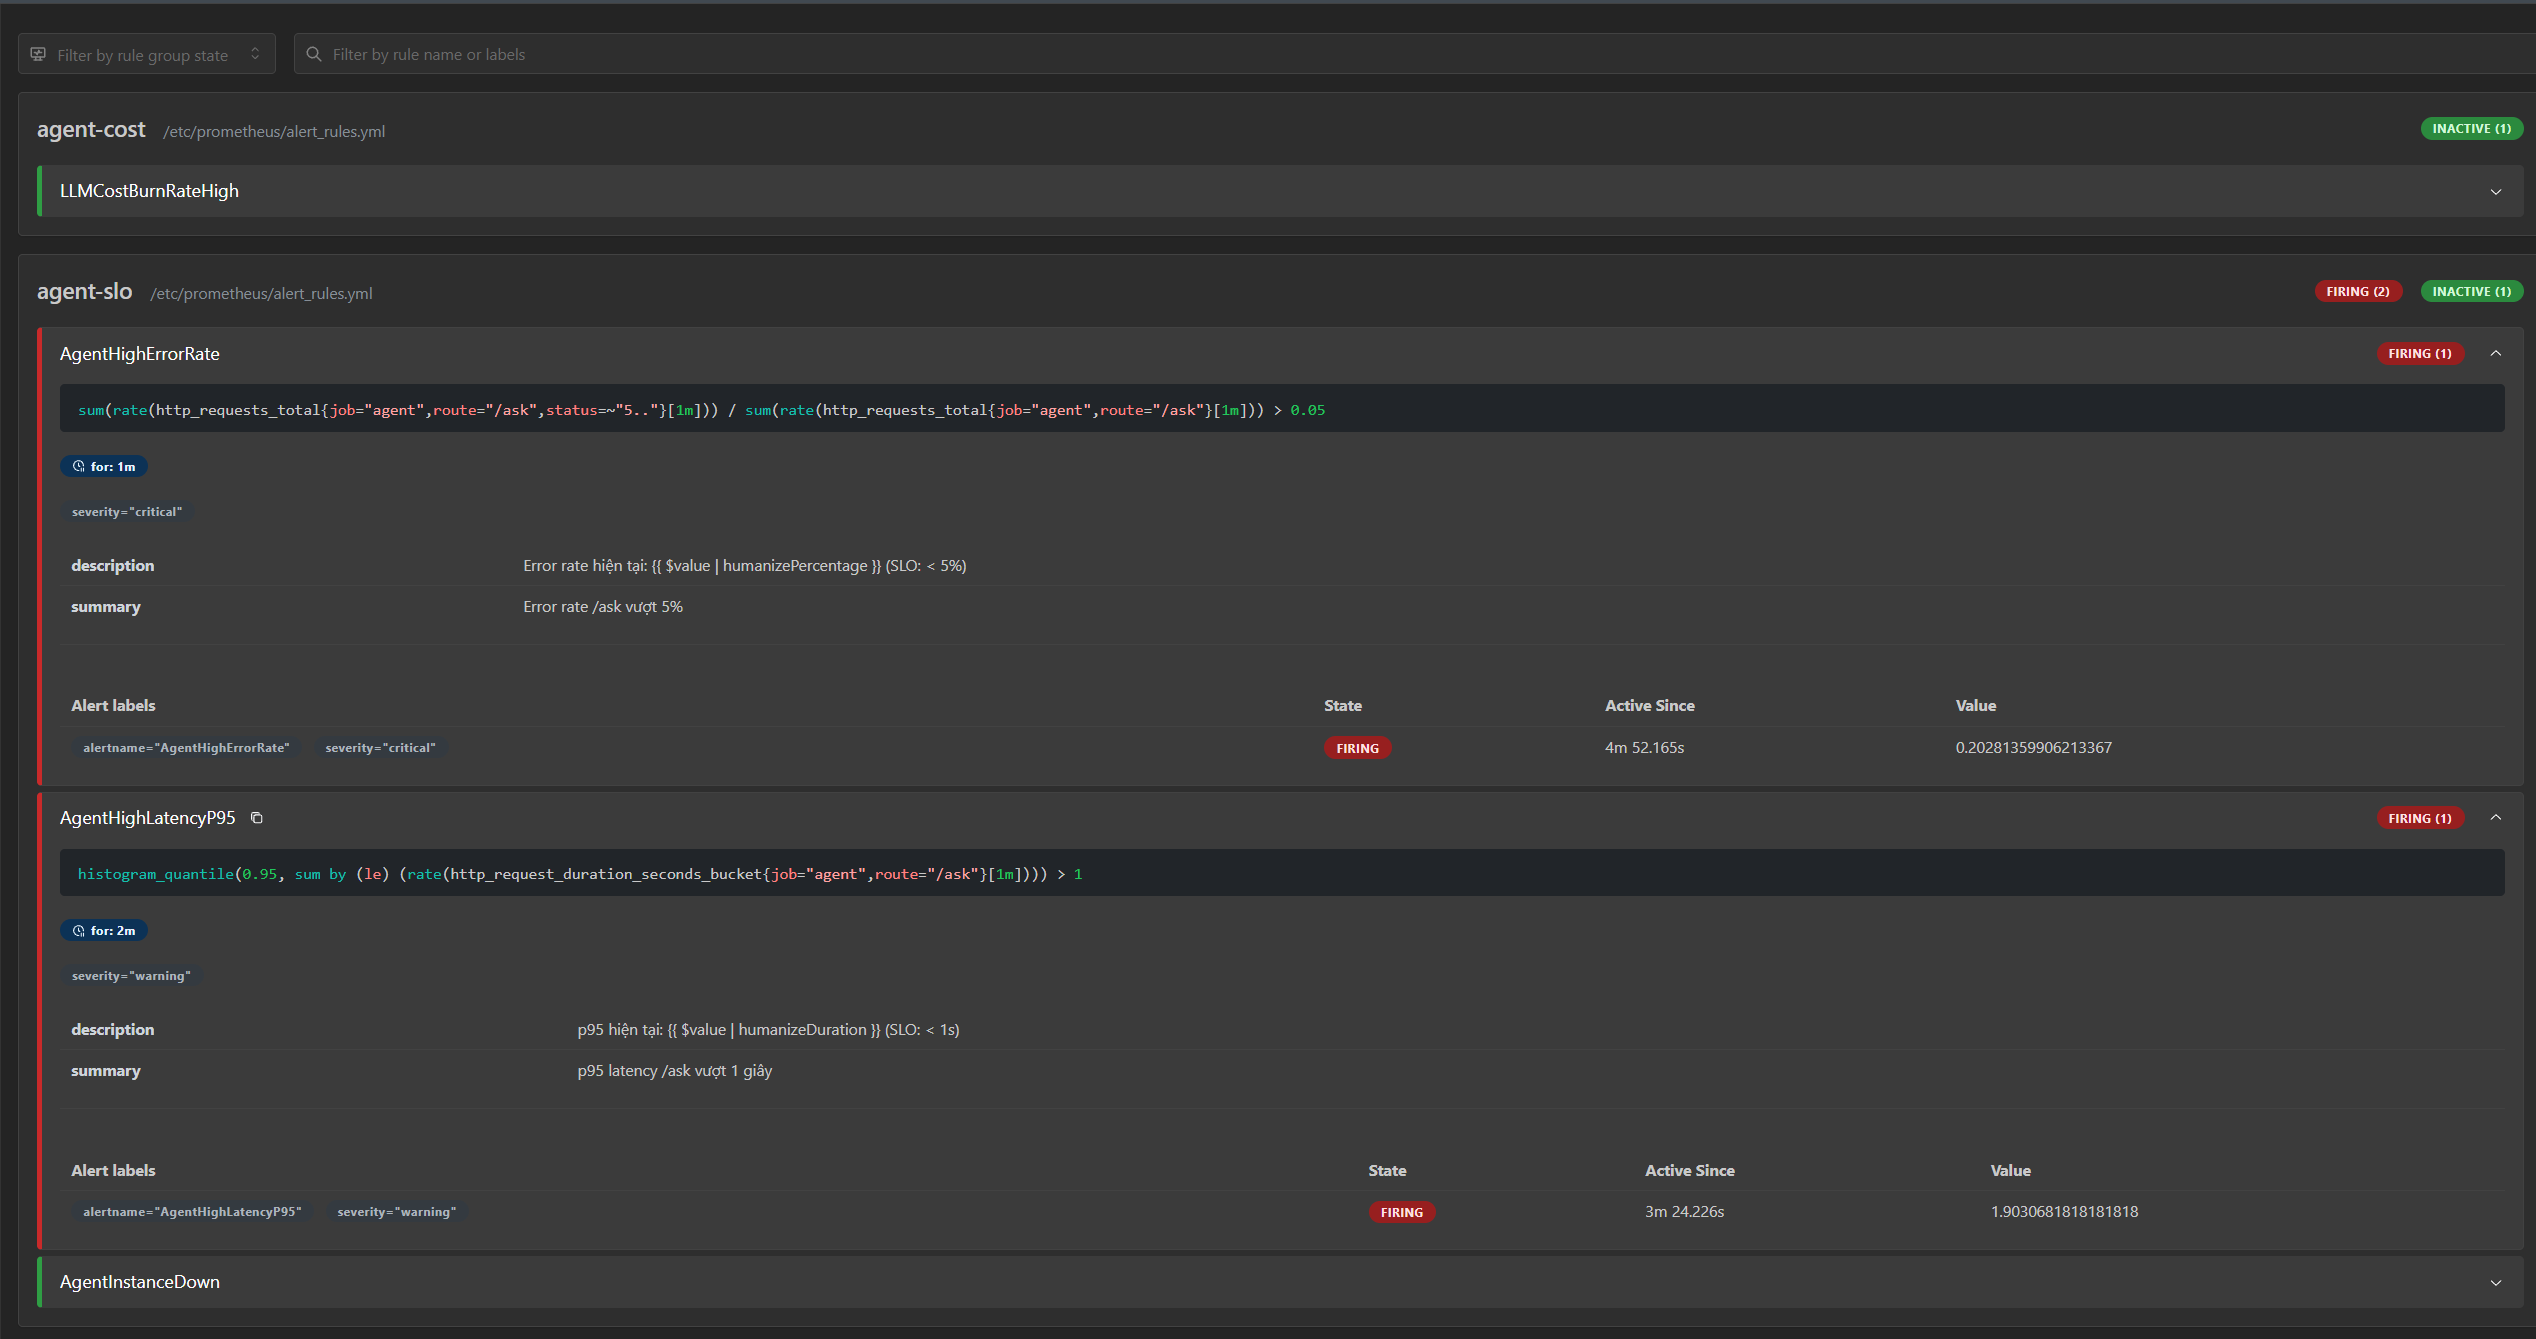 Filter by rule group state
Filter by rule name or labels
agent-cost /etc/prometheus/alert_rules.yml INACTIVE (1)
LLMCostBurnRateHigh
agent-slo /etc/prometheus/alert_rules.yml FIRING (2) INACTIVE (1)
AgentHighErrorRate FIRING (1)
sum(rate(http_requests_total{job="agent",route="/ask",status=~"5.."}[1m])) / sum(rate(http_requests_total{job="agent",route="/ask"}[1m])) > 0.05
for: 1m
severity="critical"
description Error rate hiện tại: {{ $value | humanizePercentage }} (SLO: < 5%)
summary Error rate /ask vượt 5%
Alert labels State Active Since Value
alertname="AgentHighErrorRate" severity="critical" FIRING 4m 52.165s 0.20281359906213367
AgentHighLatencyP95 FIRING (1)
histogram_quantile(0.95, sum by (le) (rate(http_request_duration_seconds_bucket{job="agent",route="/ask"}[1m]))) > 1
for: 2m
severity="warning"
description p95 hiện tại: {{ $value | humanizeDuration }} (SLO: < 1s)
summary p95 latency /ask vượt 1 giây
Alert labels State Active Since Value
alertname="AgentHighLatencyP95" severity="warning" FIRING 3m 24.226s 1.9030681818181818
AgentInstanceDown